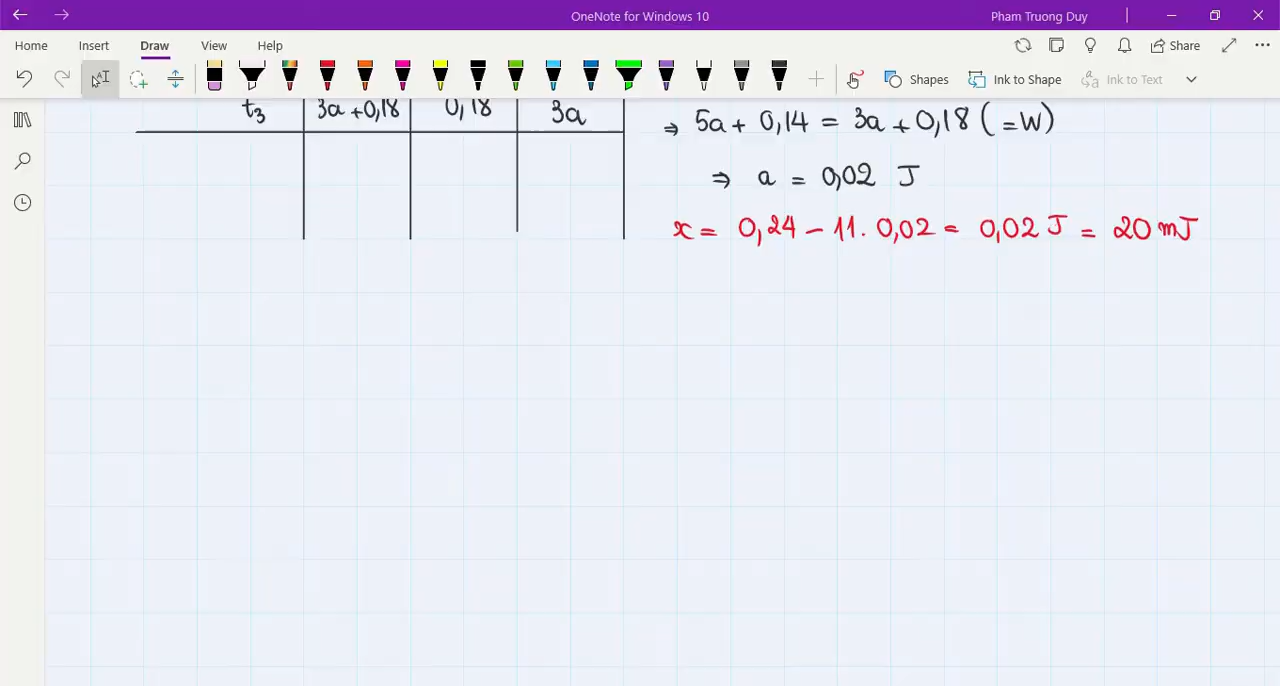 OneNote for Windows 10
Pham Truong Duy
Home Insert Draw View Help
Share
Shapes
Ink to Shape
Ink to Text
t3 3a+0,18 0,18 3a
⇒ 5a + 0,14 = 3a + 0,18 ( =W)
⇒ a = 0,02 J
x = 0,24 - 11. 0,02 = 0,02 J = 20 mJ